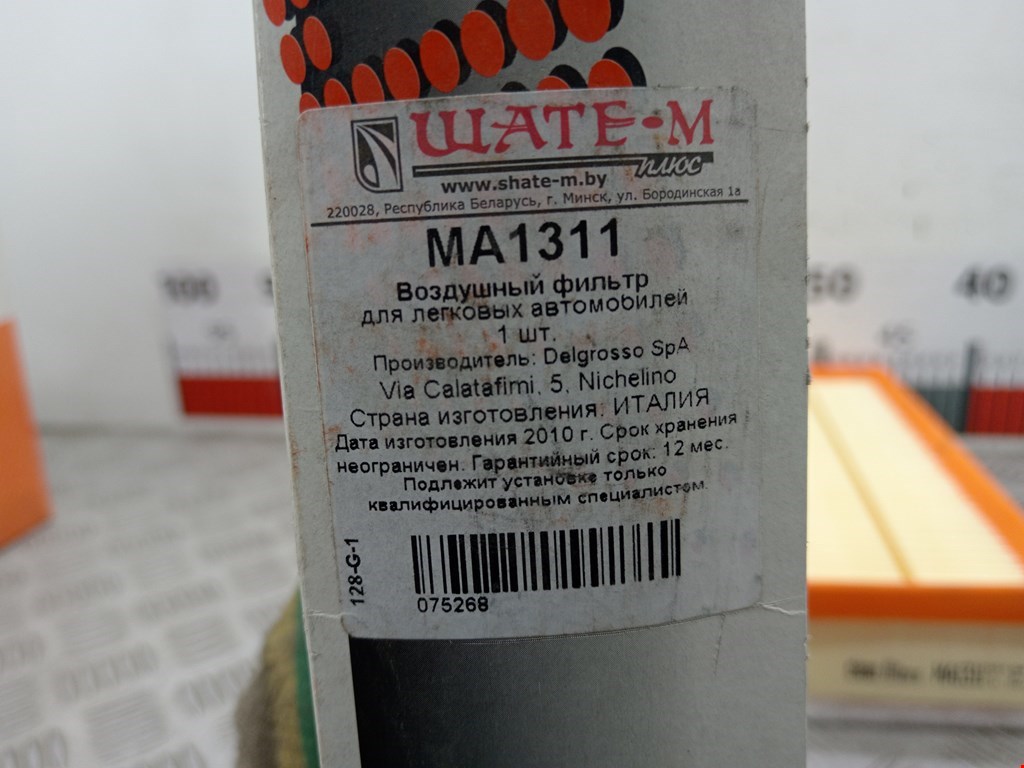 ШАТЕ-М
плюс
www.shate-m.by
220028, Республика Беларусь, г. Минск, ул. Бородинская 1а
MA1311
Воздушный фильтр
для легковых автомобилей
1 шт.
Производитель: Delgrosso SpA
Via Calatafimi, 5, Nichelino
Страна изготовления: ИТАЛИЯ
Дата изготовления 2010 г. Срок хранения
неограничен. Гарантийный срок: 12 мес.
Подлежит установке только
квалифицированным специалистом.
128-G-1
075268
100
40